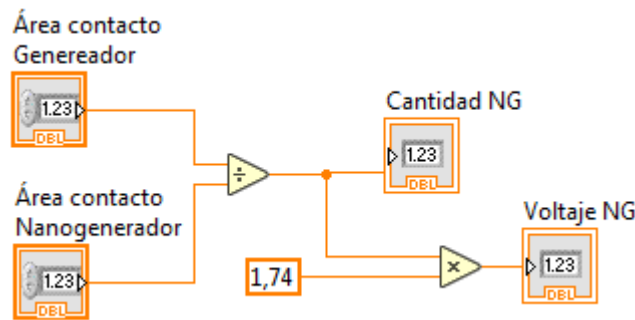 Área contacto
Genereador
1.23
DBL
Cantidad NG
1.23
DBL
÷
Área contacto
Nanogenerador
1.23
DBL
Voltaje NG
1.23
DBL
1,74
×